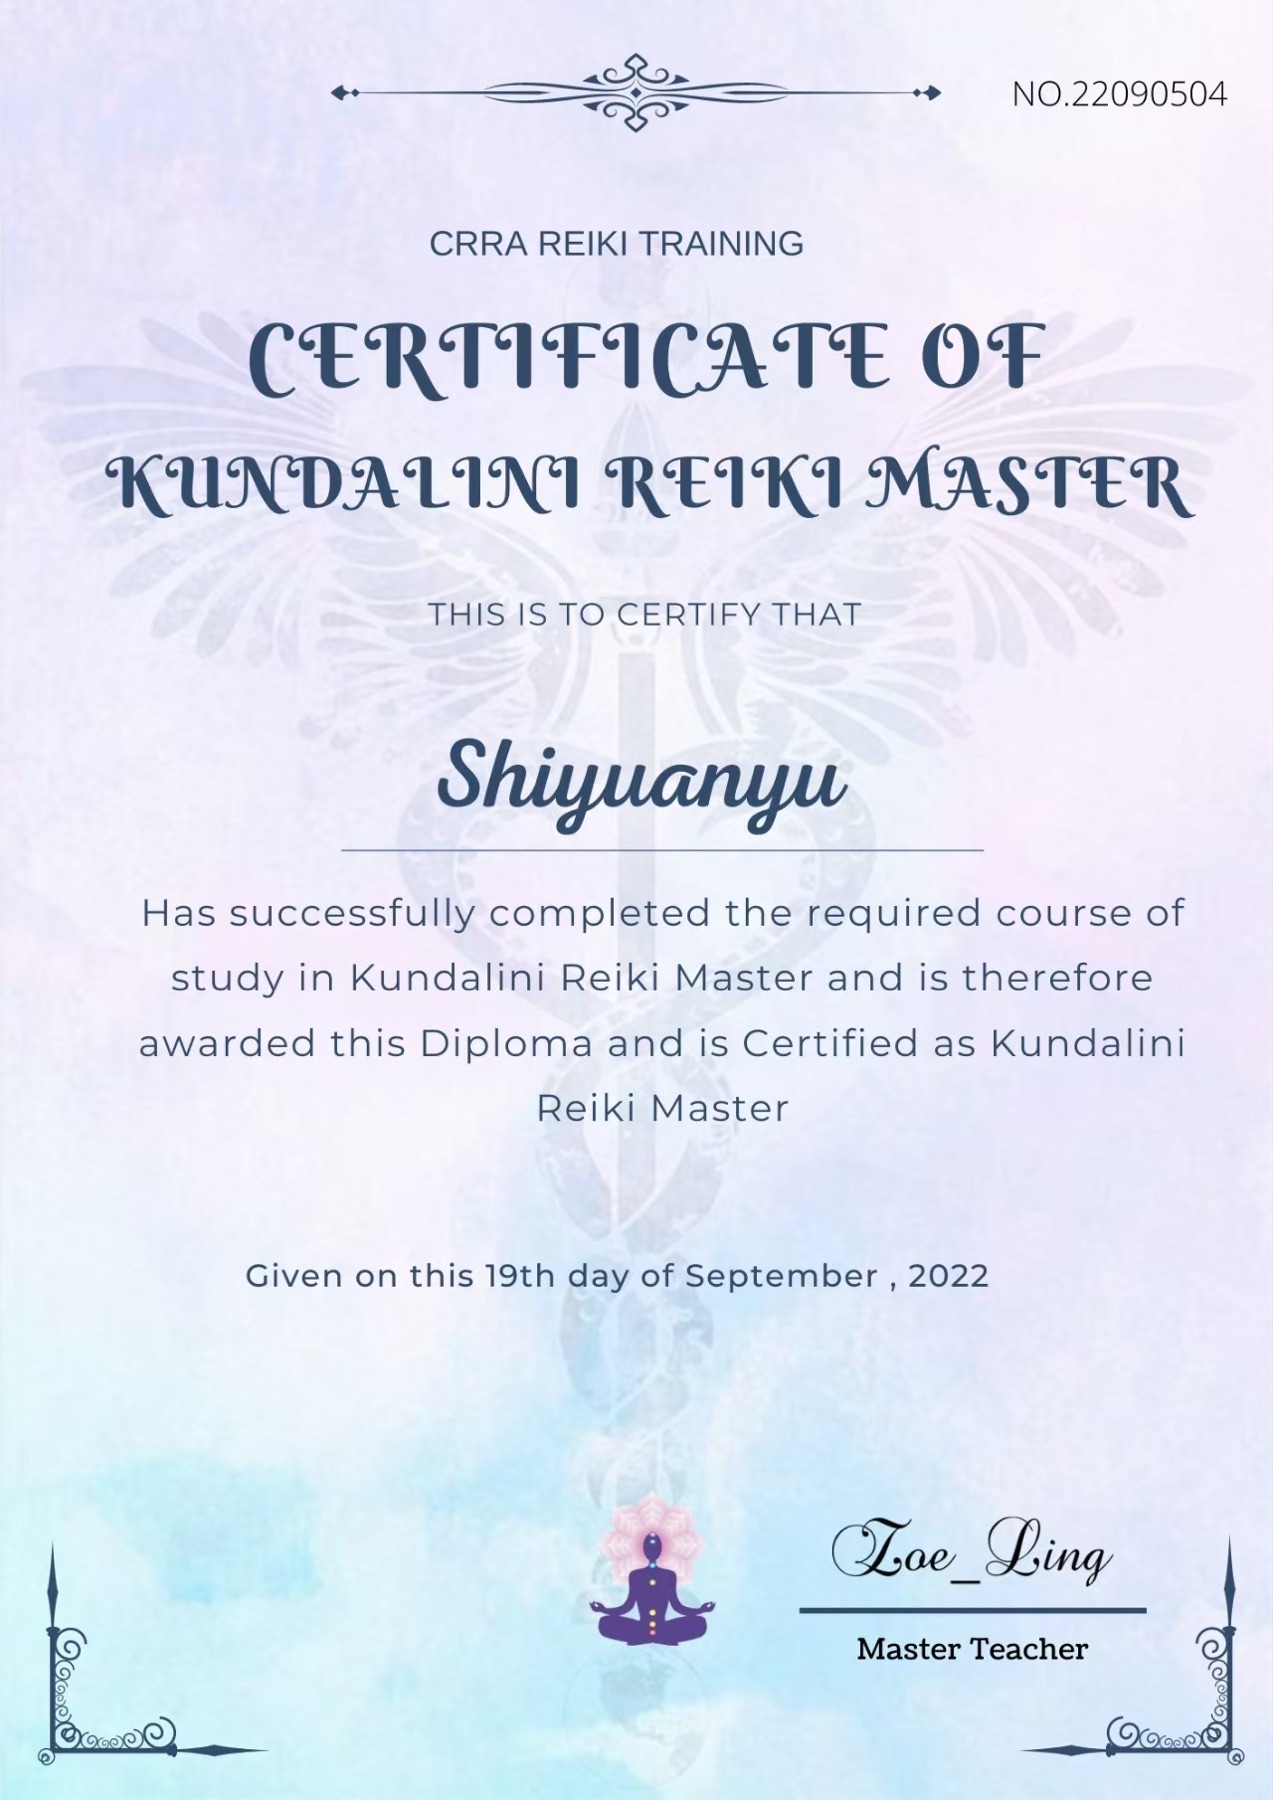 NO.22090504
CRRA REIKI TRAINING
CERTIFICATE OF
KUNDALINI REIKI MASTER
THIS IS TO CERTIFY THAT
Shiyuanyu
Has successfully completed the required course of
study in Kundalini Reiki Master and is therefore
awarded this Diploma and is Certified as Kundalini
Reiki Master
Given on this 19th day of September , 2022
Zoe_Ling
Master Teacher